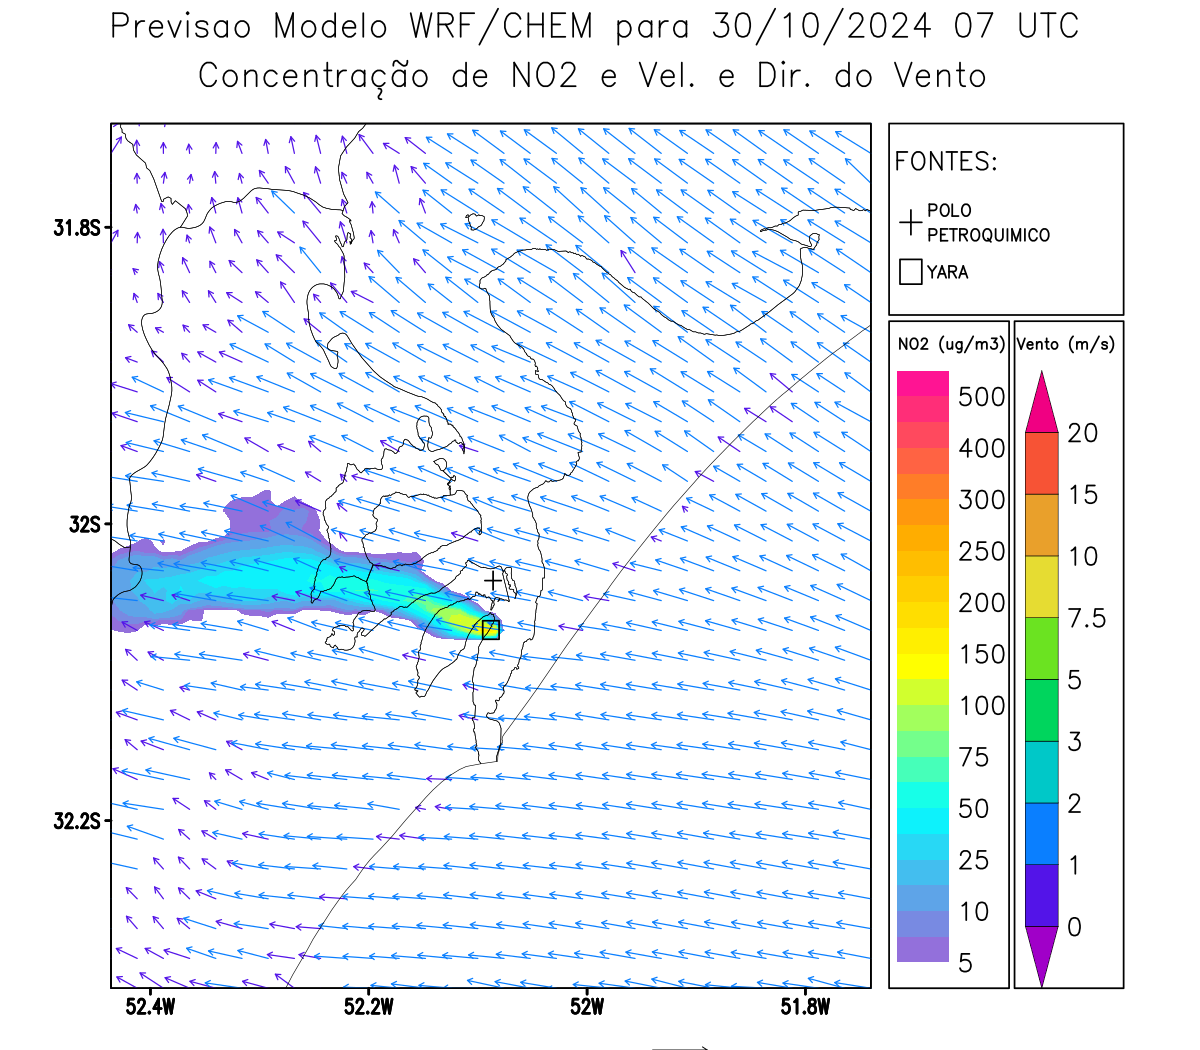 Previsao Modelo WRF/CHEM para 30/10/2024 07 UTC
Concentração de NO2 e Vel. e Dir. do Vento
FONTES:
POLO
PETROQUIMICO
YARA
31.8S
32S
32.2S
52.4W
52.2W
52W
51.8W
NO2 (ug/m3)
500
400
300
250
200
150
100
75
50
25
10
5
Vento (m/s)
20
15
10
7.5
5
3
2
1
0